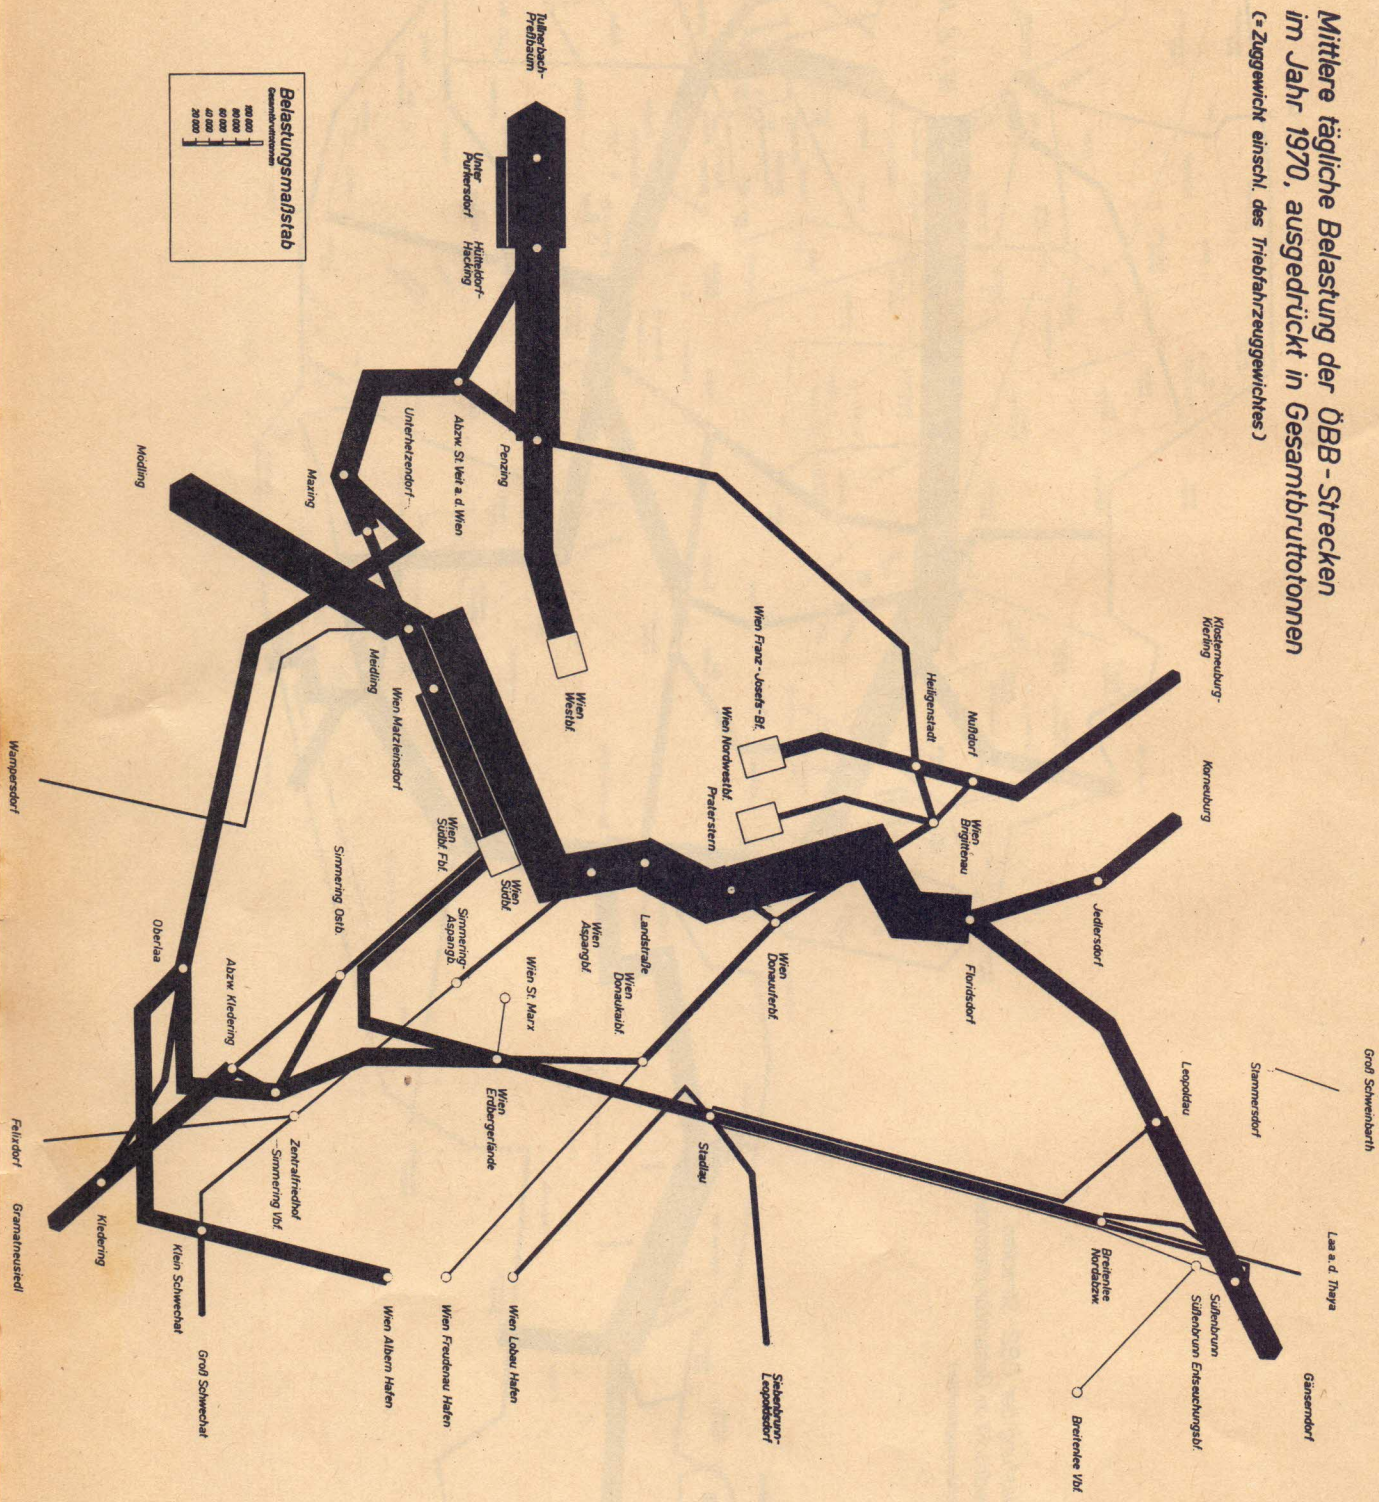 Mittlere tägliche Belastung der ÖBB-Strecken
im Jahr 1970, ausgedrückt in Gesamtbruttotonnen
(= Zuggewicht einschl. des Triebfahrzeuggewichtes)
Groß Schweinbarth
Laa a. d. Thaya
Gänserndorf
Stammersdorf
Klosterneuburg-
Kierling
Korneuburg
Jedlersdorf
Leopoldau
Süßenbrunn
Süßenbrunn Entseuchungsbf.
Breitenlee
Nordabzw.
Breitenlee Vbf.
Heiligenstadt
Nußdorf
Wien
Brigittenau
Floridsdorf
Wien Franz-Josefs-Bf.
Wien Nordwestbf.
Praterstern
Wien
Donauuferbf.
Stadlau
Siebenbrunn-
Leopoldsdorf
Tullnerbach-
Preßbaum
Unter
Purkersdorf
Hütteldorf-
Hacking
Penzing
Abzw. St. Veit a. d. Wien
Unterhetzendorf
Maxing
Wien
Westbf.
Landstraße
Wien
Donaukaibf.
Wien
Aspangbf.
Wien St. Marx
Wien
Erdbergerlände
Wien Lobau Hafen
Wien Freudenau Hafen
Wien Albern Hafen
Wien
Südbf.
Wien
Südbf. Fbf.
Simmering-
Aspangb.
Wien Matzleinsdorf
Meidling
Simmering Ostb.
Zentralfriedhof
Simmering Vbf.
Abzw. Kledering
Oberlaa
Klein Schwechat
Groß Schwechat
Kledering
Mödling
Wampersdorf
Felixdorf
Gramatneusiedl
Belastungsmaßstab
Gesamtbruttotonnen
100 000
80 000
60 000
40 000
20 000